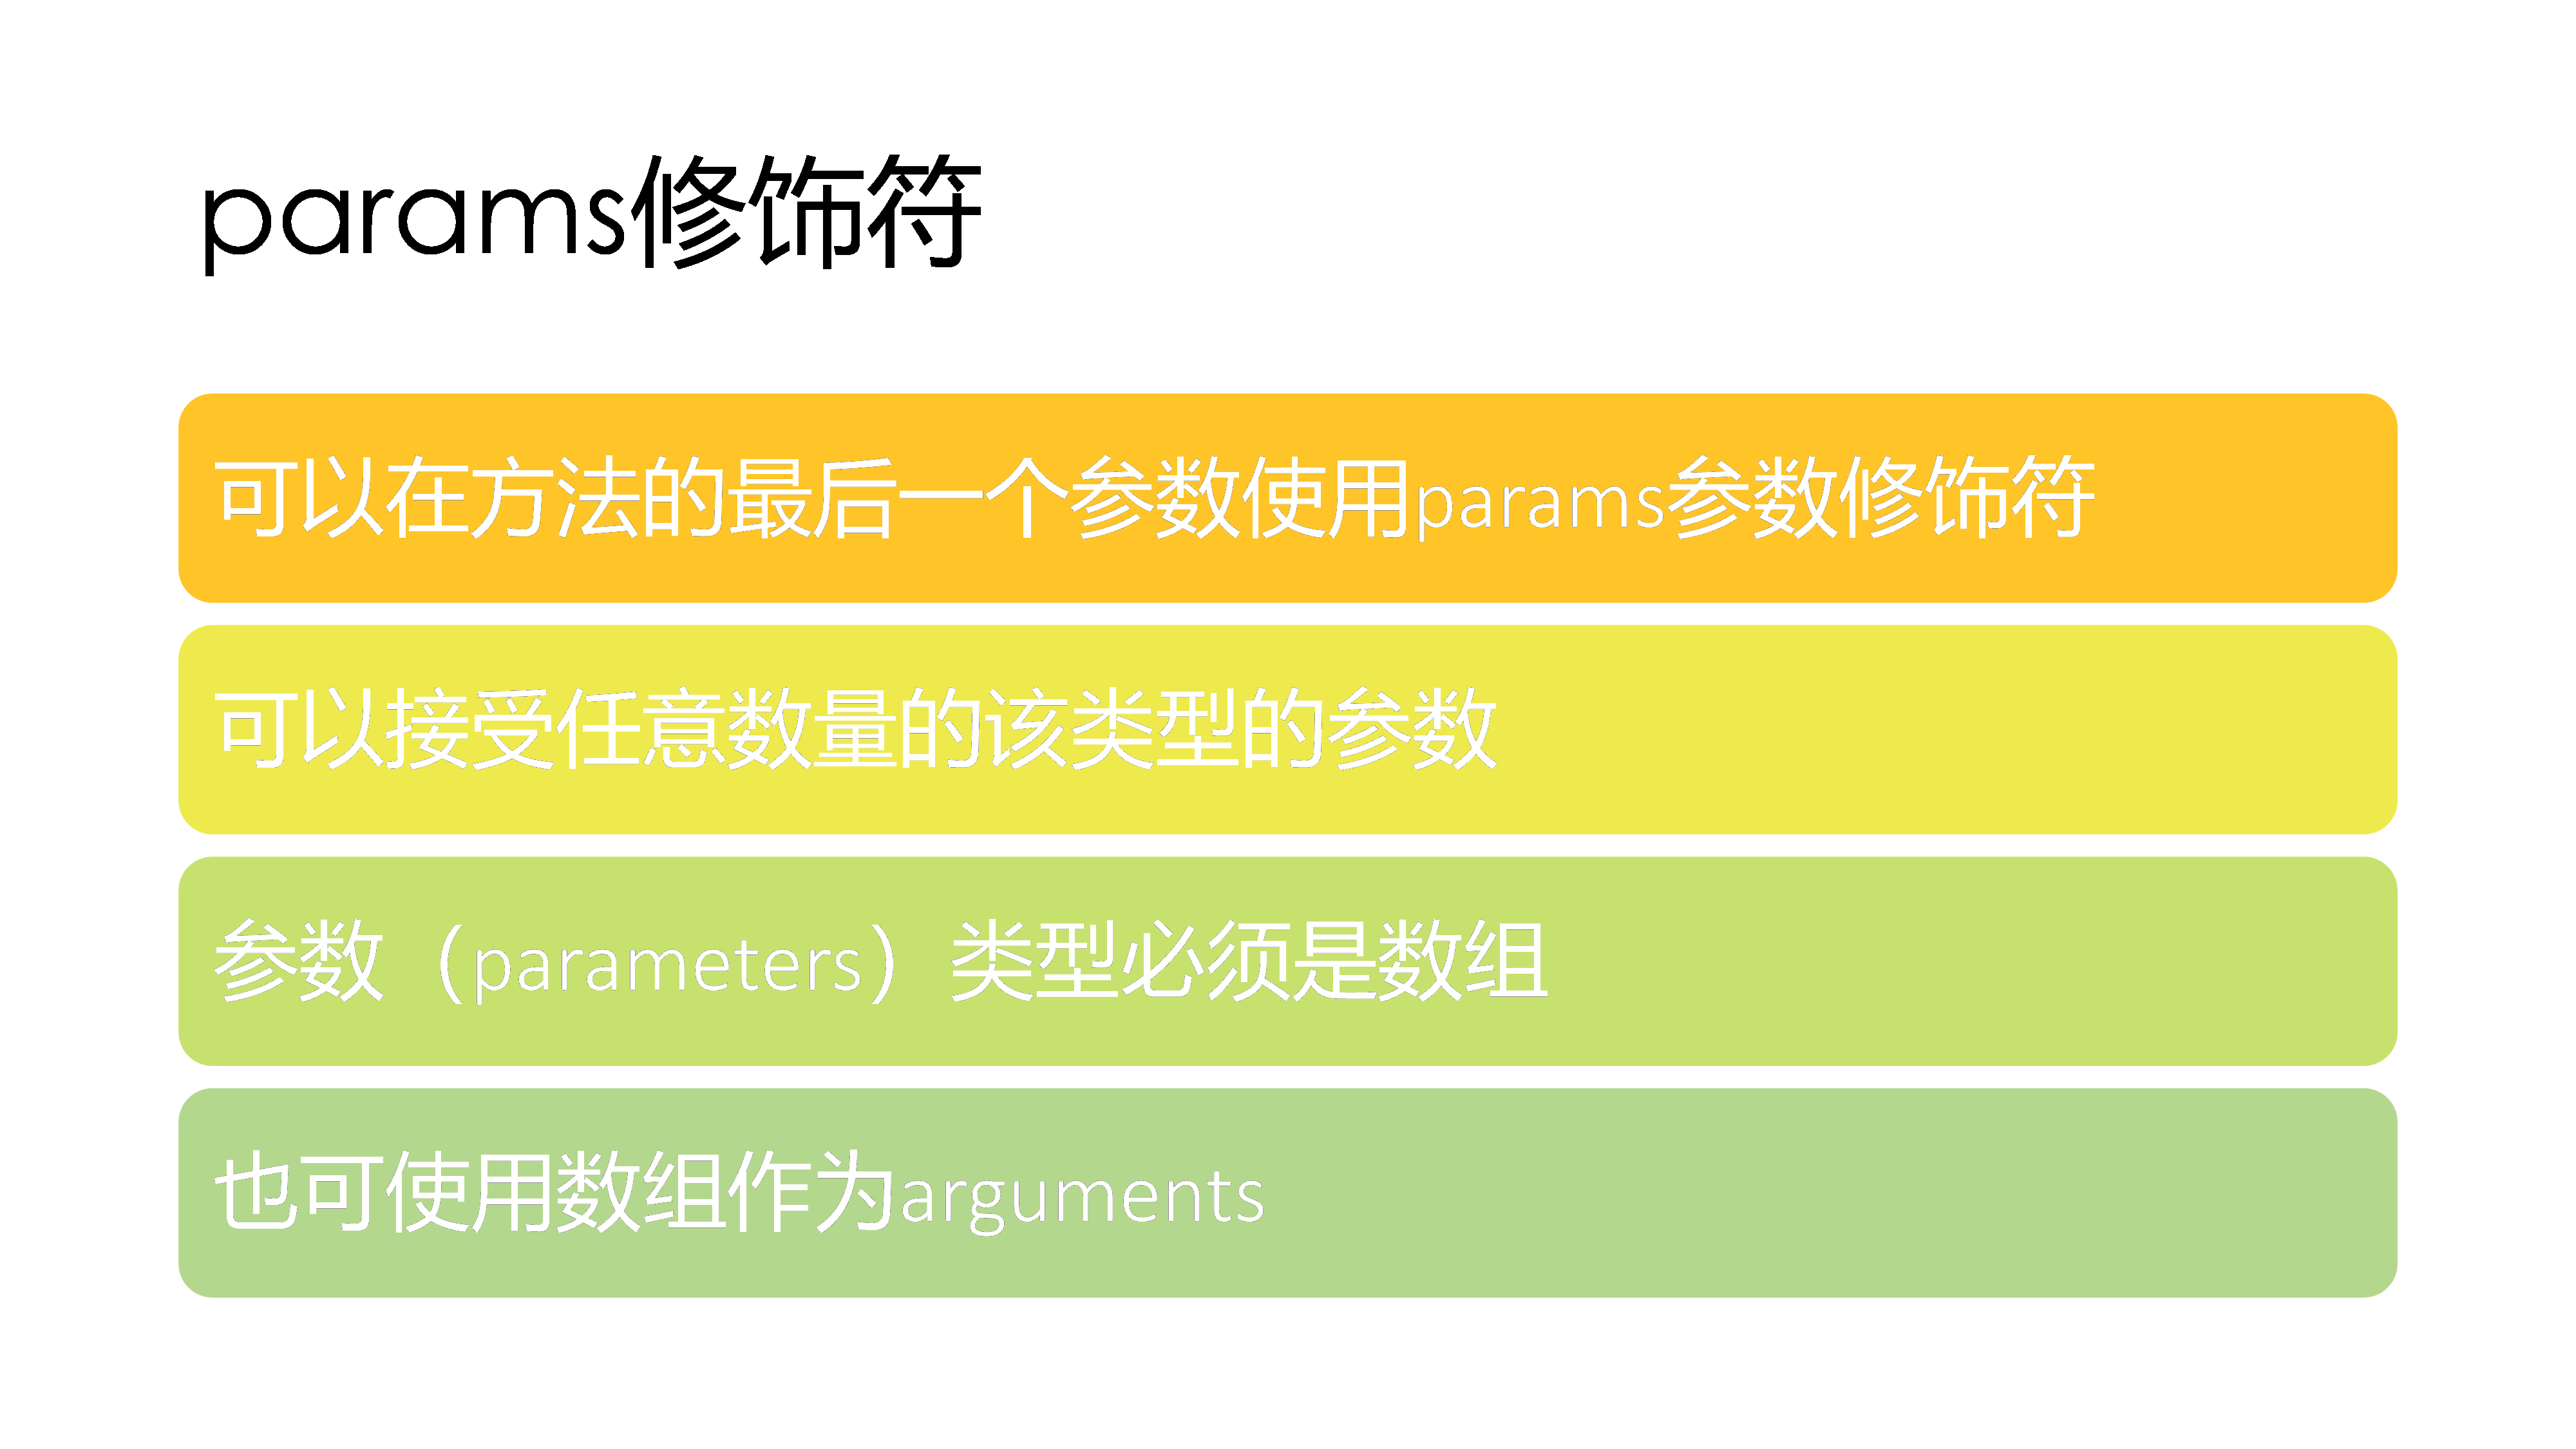 params修饰符
可以在方法的最后一个参数使用params参数修饰符
可以接受任意数量的该类型的参数
参数（parameters）类型必须是数组
也可使用数组作为arguments